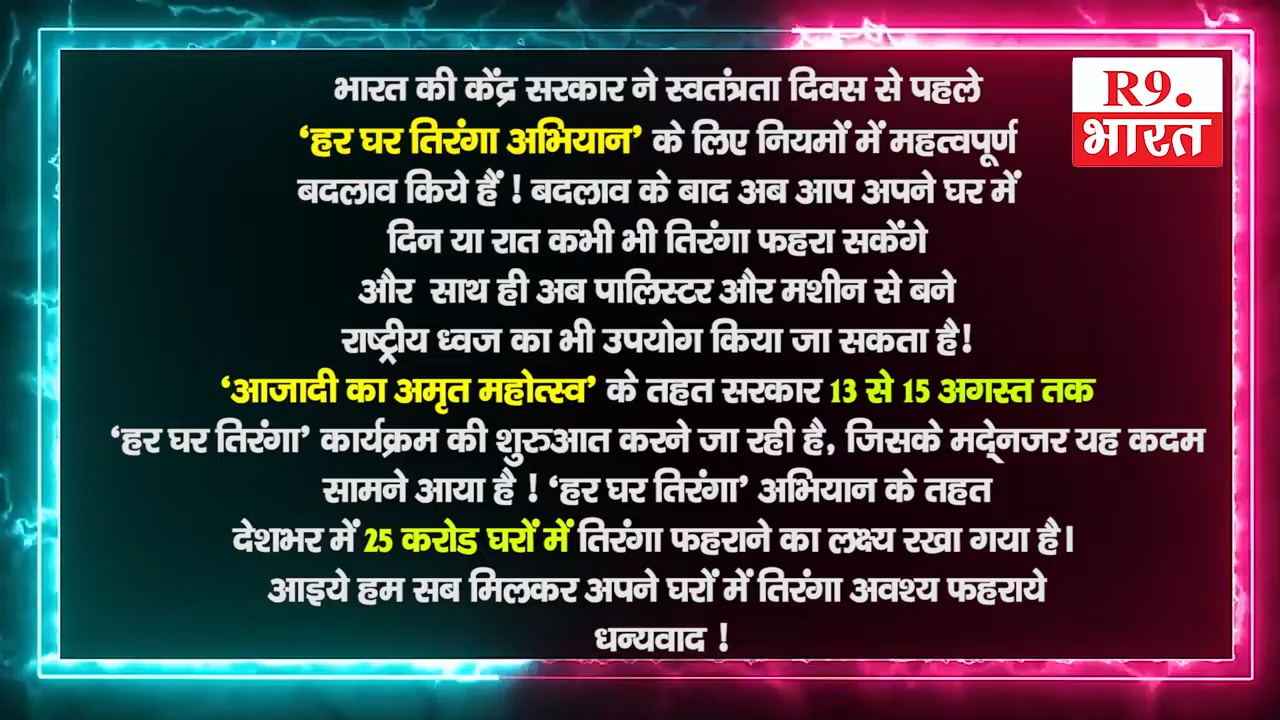 भारत की केंद्र सरकार ने स्वतंत्रता दिवस से पहले
R9.
भारत
‘हर घर तिरंगा अभियान’ के लिए नियमों में महत्वपूर्ण
बदलाव किये हैं ! बदलाव के बाद अब आप अपने घर में
दिन या रात कभी भी तिरंगा फहरा सकेंगे
और साथ ही अब पालिस्टर और मशीन से बने
राष्ट्रीय ध्वज का भी उपयोग किया जा सकता है!
‘आजादी का अमृत महोत्स्व’ के तहत सरकार 13 से 15 अगस्त तक
‘हर घर तिरंगा’ कार्यक्रम की शुरुआत करने जा रही है, जिसके मद्देनजर यह कदम
सामने आया है ! ‘हर घर तिरंगा’ अभियान के तहत
देशभर में 25 करोड घरों में तिरंगा फहराने का लक्ष्य रखा गया है।
आइये हम सब मिलकर अपने घरों में तिरंगा अवश्य फहराये
धन्यवाद !